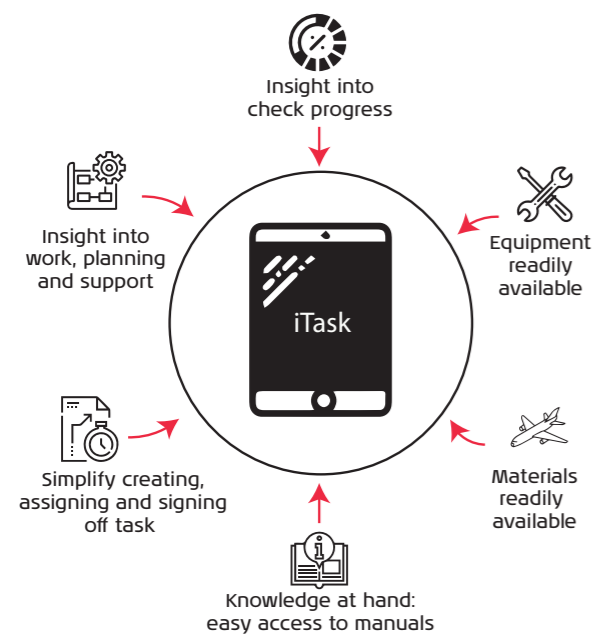 Insight into
check progress
Insight into
work, planning
and support
Equipment
readily
available
iTask
Simplify creating,
assigning and signing
off task
Materials
readily
available
Knowledge at hand:
easy access to manuals